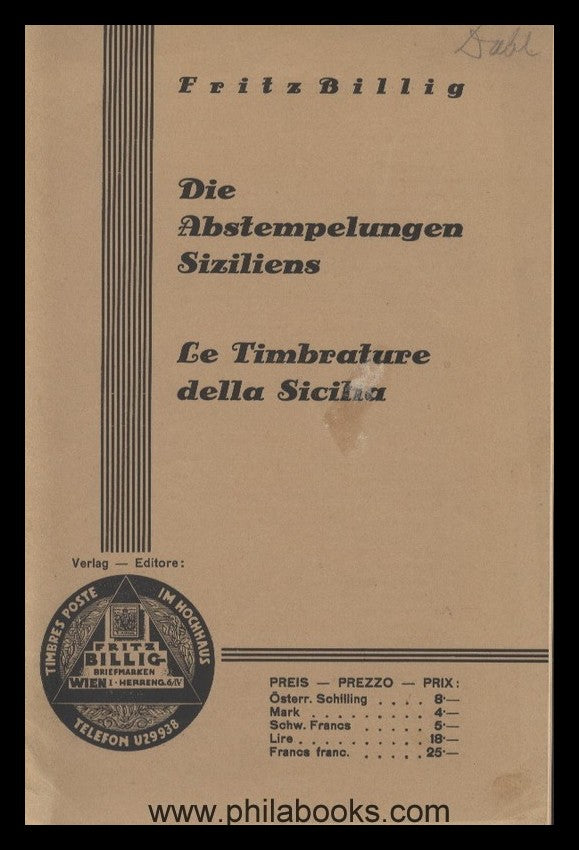 Dahl
Fritz Billig
Die
Abstempelungen
Siziliens
Le Timbrature
della Sicilia
Verlag — Editore:
TIMBRES POSTE
IM HOCHHAUS
FRITZ
BILLIG
BRIEFMARKEN
WIEN I · HERRENG. 6/IV
TELEFON U29938
PREIS — PREZZO — PRIX:
Österr. Schilling . . . . 8·—
Mark . . . . . . . . . 4·—
Schw. Francs . . . . . 5·—
Lire . . . . . . . . . . 18·—
Francs franc. . . . . . 25·—
www.philabooks.com